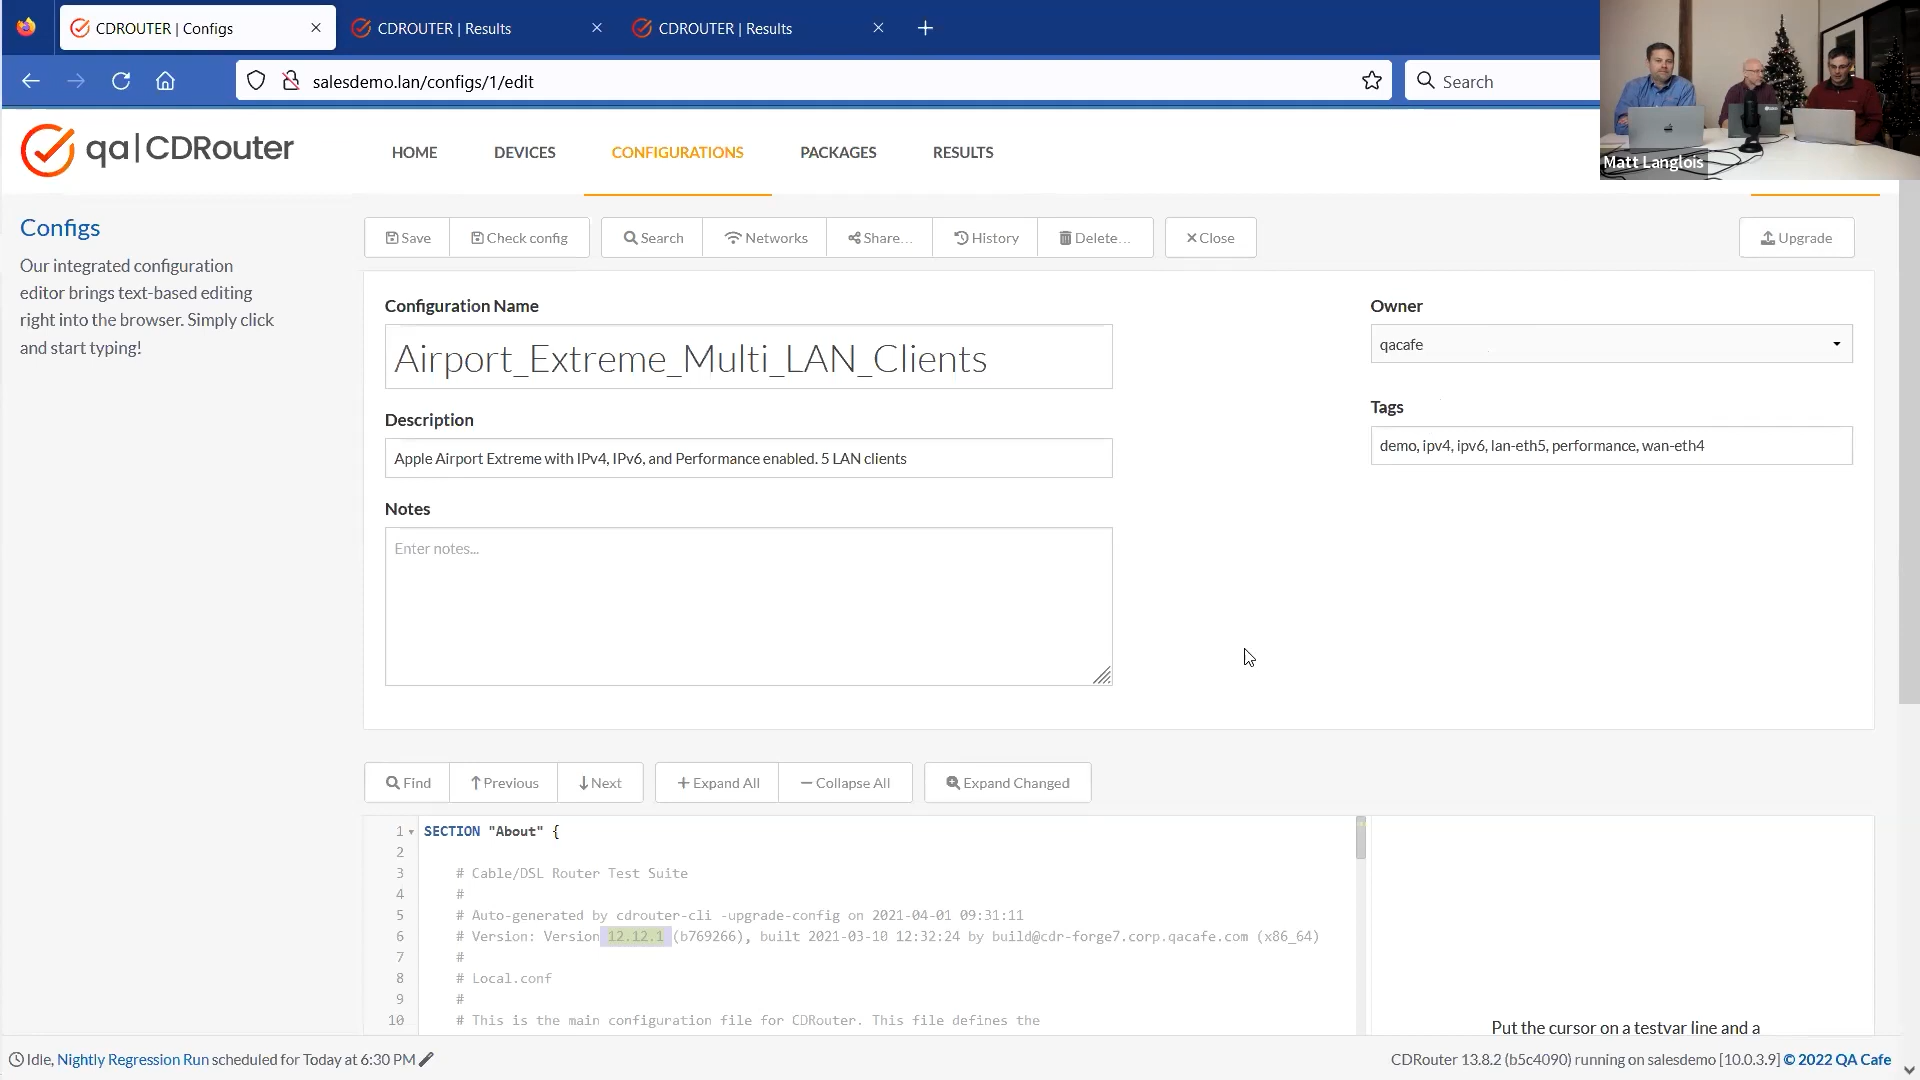 CDROUTER | Configs
CDROUTER | Results
CDROUTER | Results
salesdemo.lan/configs/1/edit
Search
Matt Langlois
qa|CDRouter
HOME
DEVICES
CONFIGURATIONS
PACKAGES
RESULTS
Configs
Our integrated configuration
editor brings text-based editing
right into the browser. Simply click
and start typing!
Save
Check config
Search
Networks
Share...
History
Delete...
Close
Upgrade
Configuration Name
Airport_Extreme_Multi_LAN_Clients
Owner
qacafe
Description
Apple Airport Extreme with IPv4, IPv6, and Performance enabled. 5 LAN clients
Tags
demo, ipv4, ipv6, lan-eth5, performance, wan-eth4
Notes
Enter notes...
Find
Previous
Next
Expand All
Collapse All
Expand Changed
1 SECTION "About" {
2
3 # Cable/DSL Router Test Suite
4 #
5 # Auto-generated by cdrouter-cli -upgrade-config on 2021-04-01 09:31:11
6 # Version: Version 12.12.1 (b769266), built 2021-03-10 12:32:24 by build@cdr-forge7.corp.qacafe.com (x86_64)
7 #
8 # Local.conf
9 #
10 # This is the main configuration file for CDRouter. This file defines the
Put the cursor on a testvar line and a
Idle, Nightly Regression Run scheduled for Today at 6:30 PM
CDRouter 13.8.2 (b5c4090) running on salesdemo [10.0.3.9] © 2022 QA Cafe